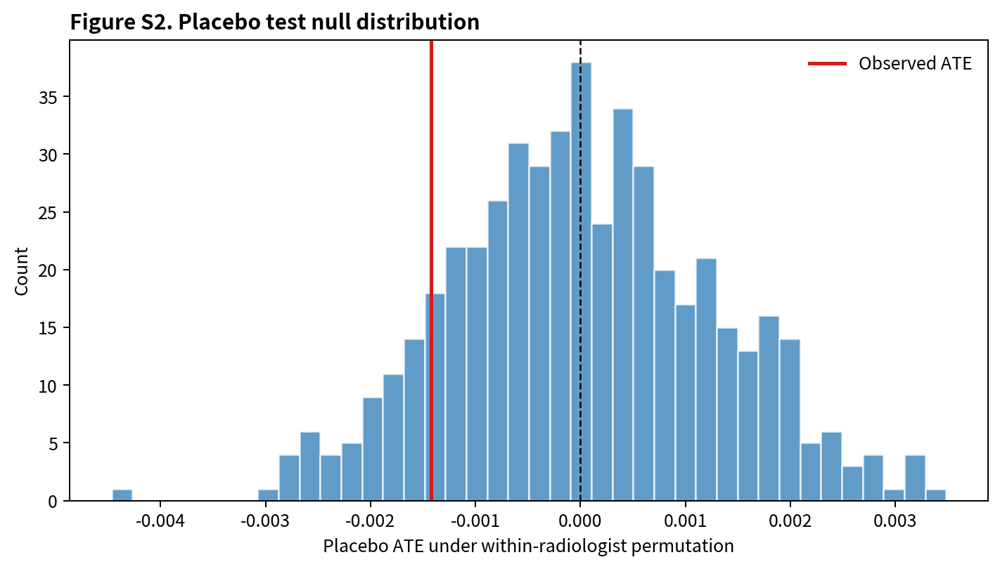 Figure S2. Placebo test null distribution
Observed ATE
Count
35
30
25
20
15
10
5
0
-0.004 -0.003 -0.002 -0.001 0.000 0.001 0.002 0.003
Placebo ATE under within-radiologist permutation